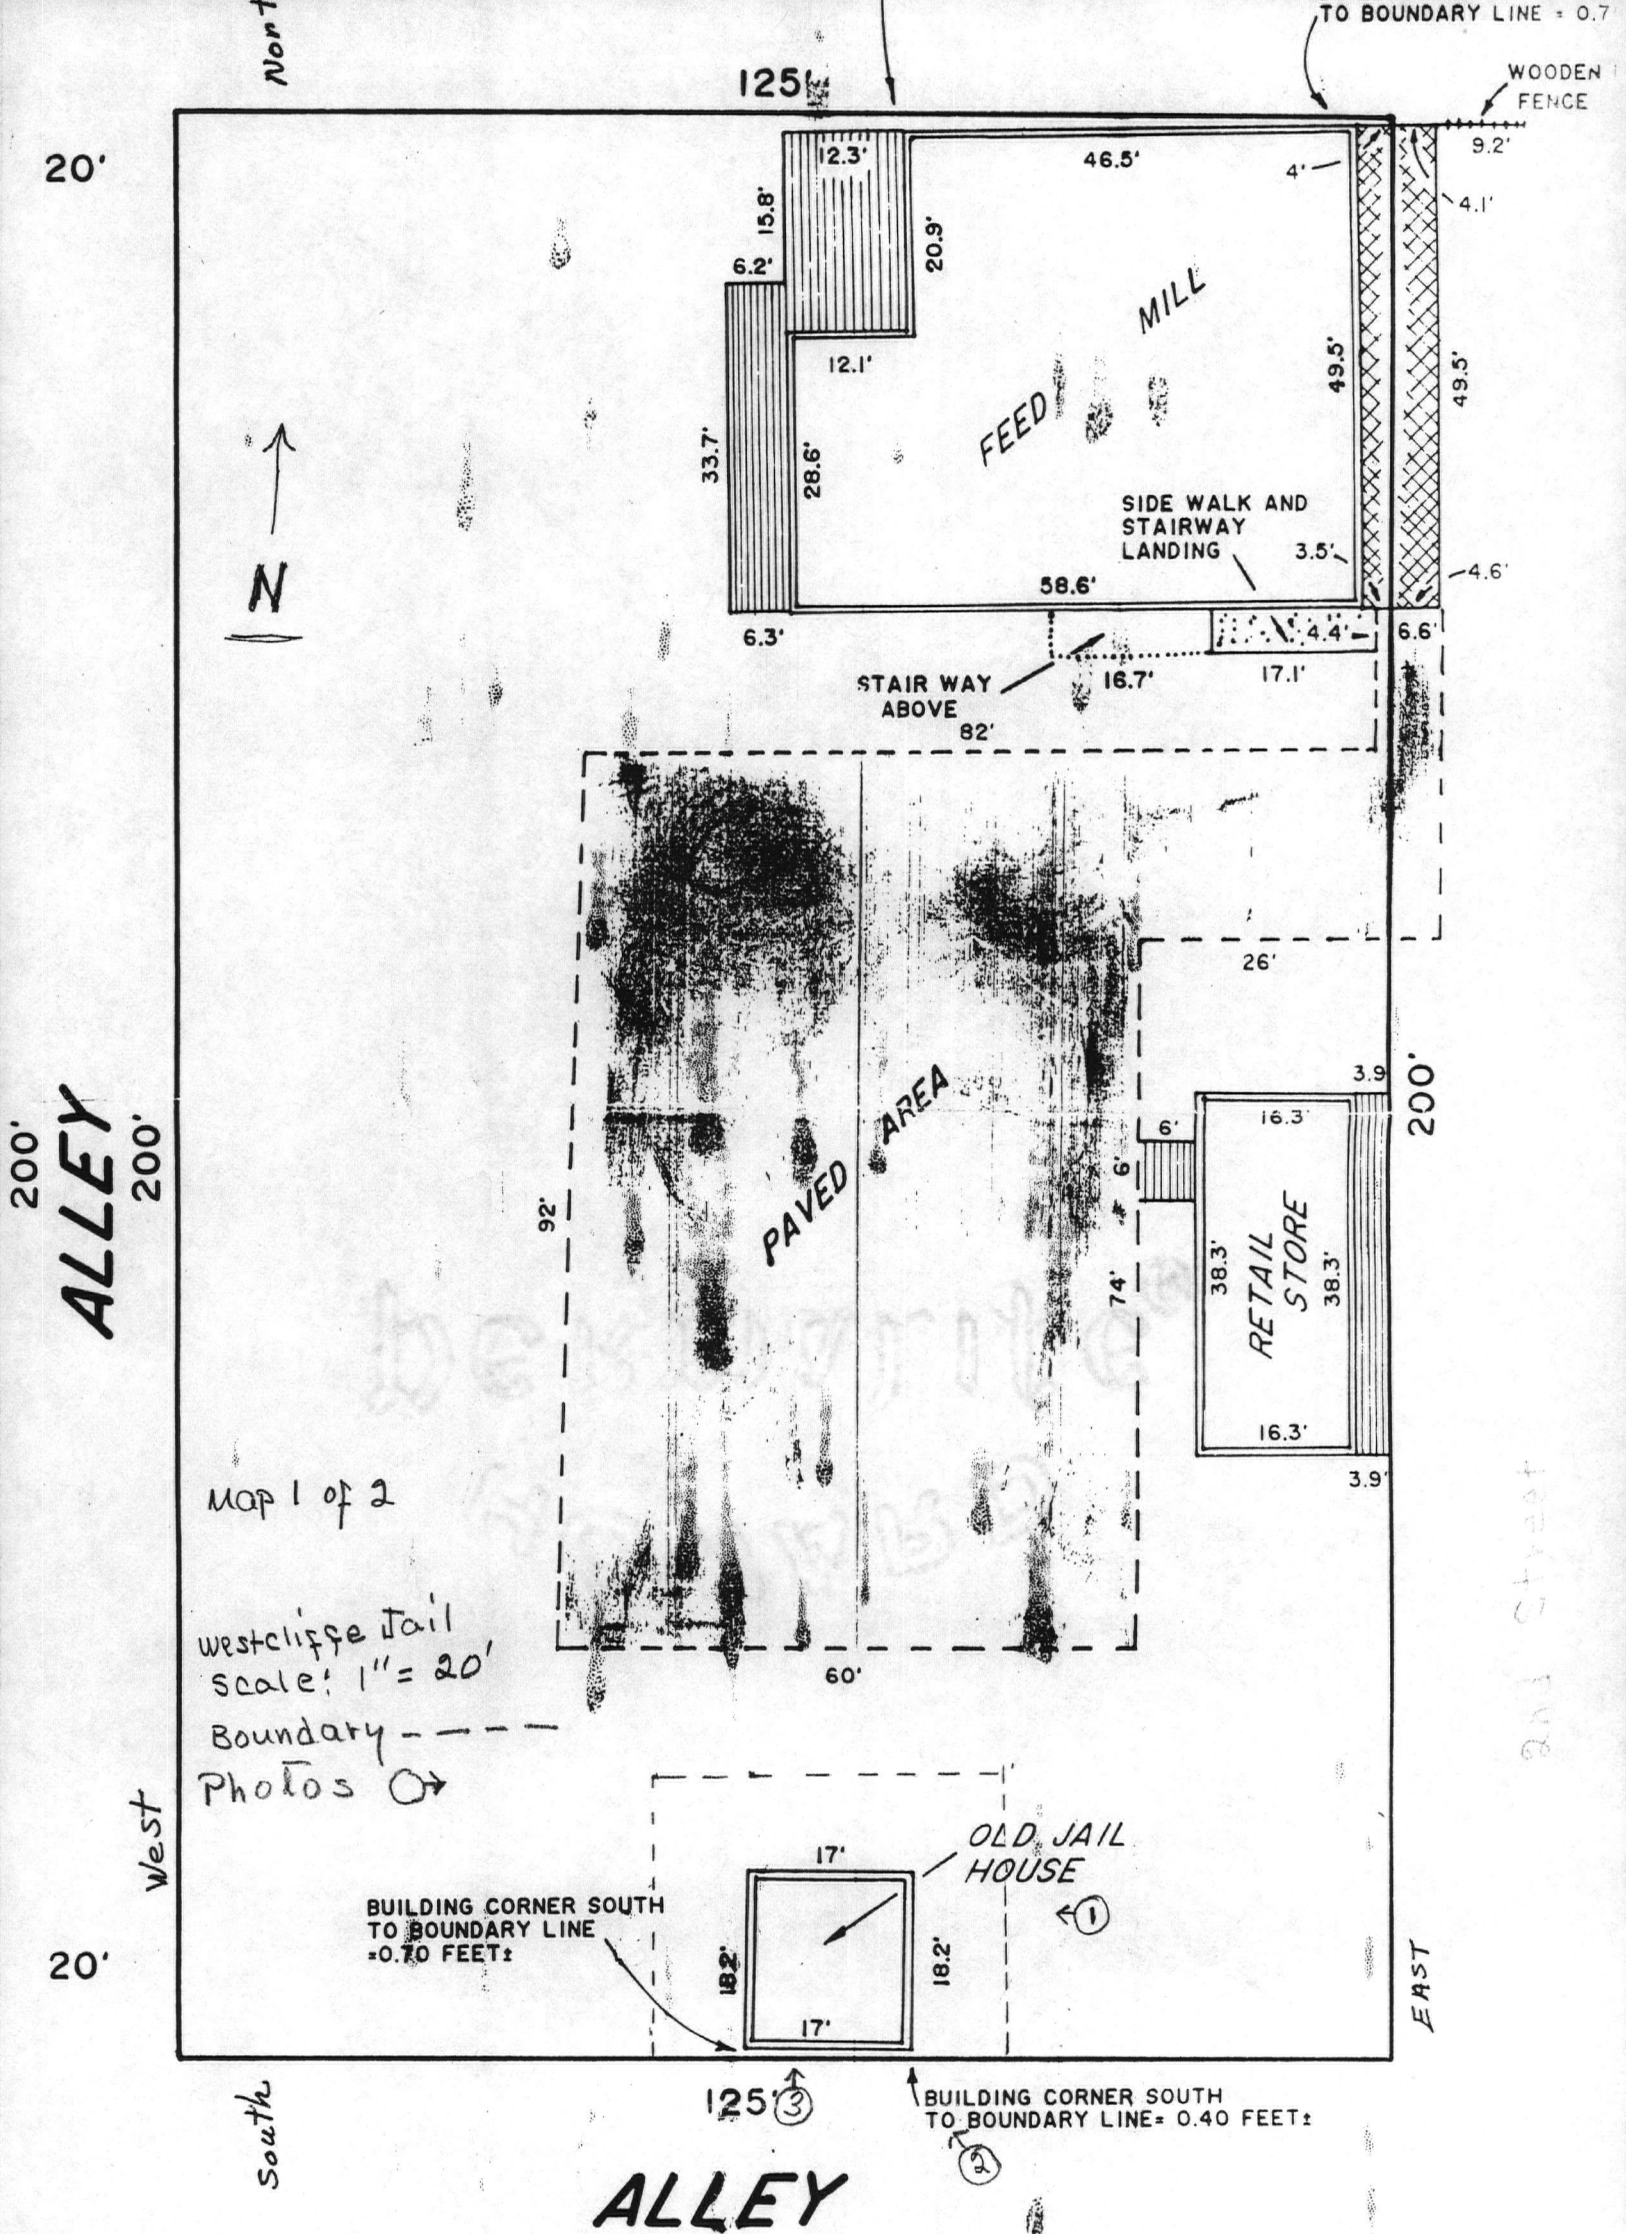 North
TO BOUNDARY LINE = 0.7
WOODEN
FENCE
9.2'
125'
20'
12.3'
46.5'
4'
4.1'
15.8'
20.9'
6.2'
MILL
FEED
12.1'
49.5'
49.5'
33.7'
28.6'
N
SIDE WALK AND
STAIRWAY
LANDING
3.5'
4.6'
58.6'
6.3'
4.4'
6.6'
STAIR WAY
ABOVE
16.7'
17.1'
82'
26'
200'
ALLEY
200'
200'
3.9
16.3'
6'
6'
PAVED AREA
92'
74'
38.3'
RETAIL
STORE
38.3'
16.3'
3.9'
Map 1 of 2
Westcliffe Jail
Scale: 1" = 20'
Boundary - - - - -
Photos O→
60'
2nd Street
West
OLD JAIL
HOUSE
17'
BUILDING CORNER SOUTH
TO BOUNDARY LINE
=0.70 FEET±
18.2'
18.2'
1
20'
17'
EAST
South
125'
3
BUILDING CORNER SOUTH
TO BOUNDARY LINE= 0.40 FEET±
2
ALLEY